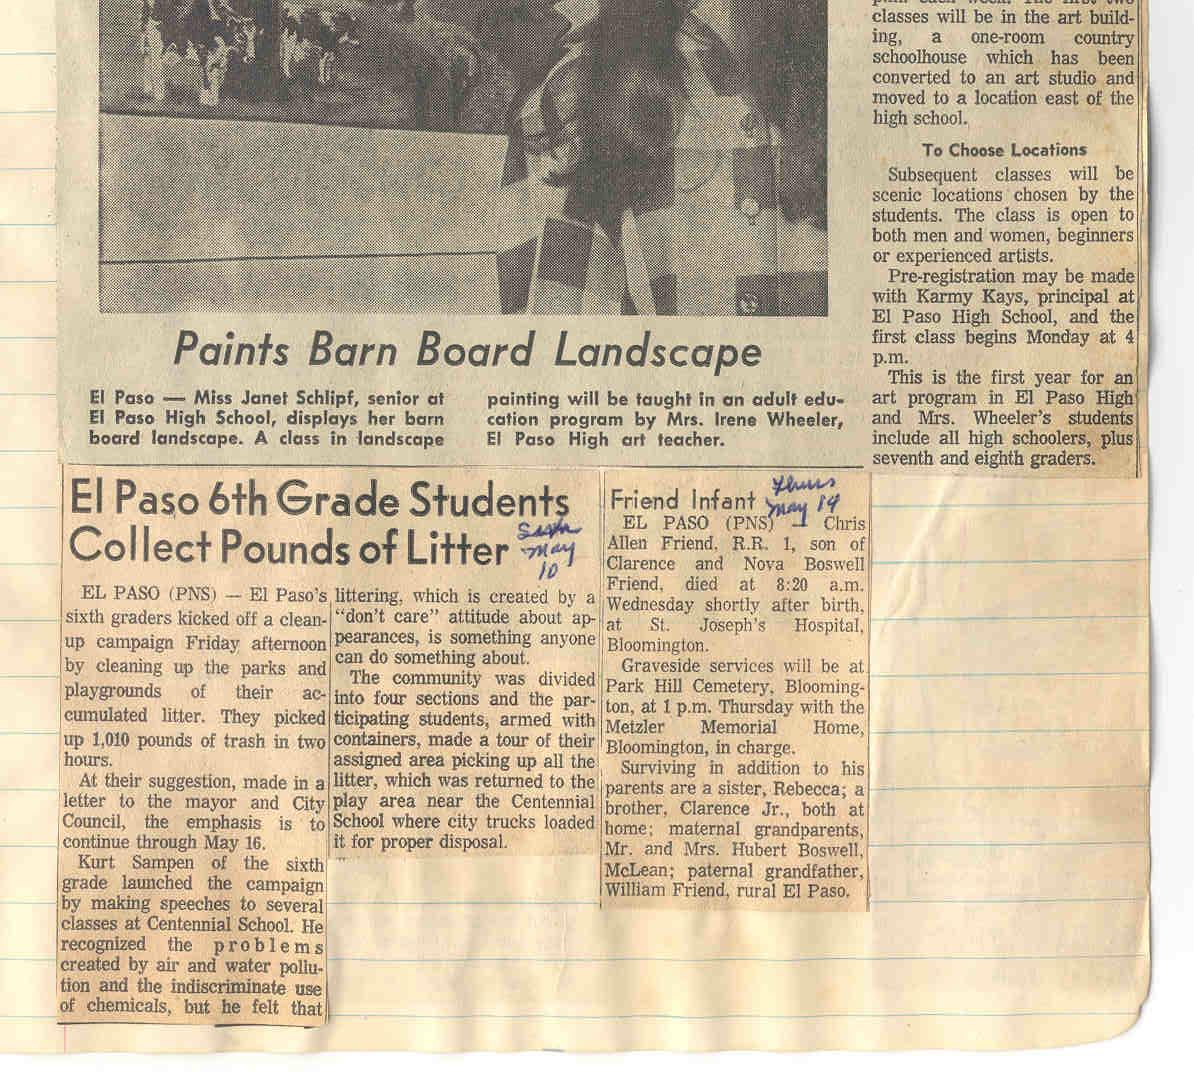 classes will be in the art build-
ing, a one-room country
schoolhouse which has been
converted to an art studio and
moved to a location east of the
high school.
To Choose Locations
Subsequent classes will be
scenic locations chosen by the
students. The class is open to
both men and women, beginners
or experienced artists.
Pre-registration may be made
with Karmy Kays, principal at
El Paso High School, and the
first class begins Monday at 4
p.m.
This is the first year for an
art program in El Paso High
and Mrs. Wheeler's students
include all high schoolers, plus
seventh and eighth graders.
Paints Barn Board Landscape
El Paso — Miss Janet Schlipf, senior at
El Paso High School, displays her barn
board landscape. A class in landscape
painting will be taught in an adult edu-
cation program by Mrs. Irene Wheeler,
El Paso High art teacher.
El Paso 6th Grade Students
Collect Pounds of Litter
May
10
EL PASO (PNS) — El Paso's
sixth graders kicked off a clean-
up campaign Friday afternoon
by cleaning up the parks and
playgrounds of their ac-
cumulated litter. They picked
up 1,010 pounds of trash in two
hours.
At their suggestion, made in a
letter to the mayor and City
Council, the emphasis is to
continue through May 16.
Kurt Sampen of the sixth
grade launched the campaign
by making speeches to several
classes at Centennial School. He
recognized the problems
created by air and water pollu-
tion and the indiscriminate use
of chemicals, but he felt that
littering, which is created by a
"don't care" attitude about ap-
pearances, is something anyone
can do something about.
The community was divided
into four sections and the par-
ticipating students, armed with
containers, made a tour of their
assigned area picking up all the
litter, which was returned to the
play area near the Centennial
School where city trucks loaded
it for proper disposal.
Friend Infant
Thurs
May 14
EL PASO (PNS) — Chris
Allen Friend, R.R. 1, son of
Clarence and Nova Boswell
Friend, died at 8:20 a.m.
Wednesday shortly after birth,
at St. Joseph's Hospital,
Bloomington.
Graveside services will be at
Park Hill Cemetery, Blooming-
ton, at 1 p.m. Thursday with the
Metzler Memorial Home,
Bloomington, in charge.
Surviving in addition to his
parents are a sister, Rebecca; a
brother, Clarence Jr., both at
home; maternal grandparents,
Mr. and Mrs. Hubert Boswell,
McLean; paternal grandfather,
William Friend, rural El Paso.